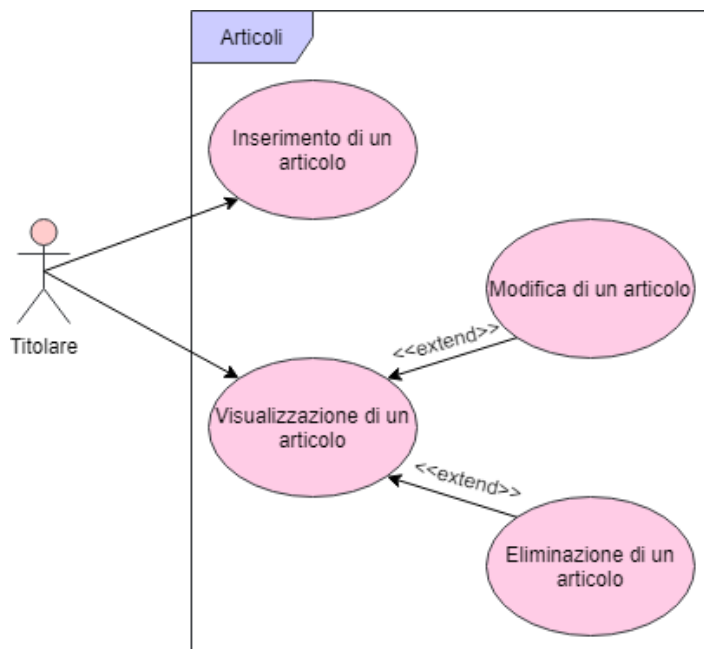 Articoli
Inserimento di un
articolo
Modifica di un articolo
Titolare
<<extend>>
Visualizzazione di un
articolo
<<extend>>
Eliminazione di un
articolo